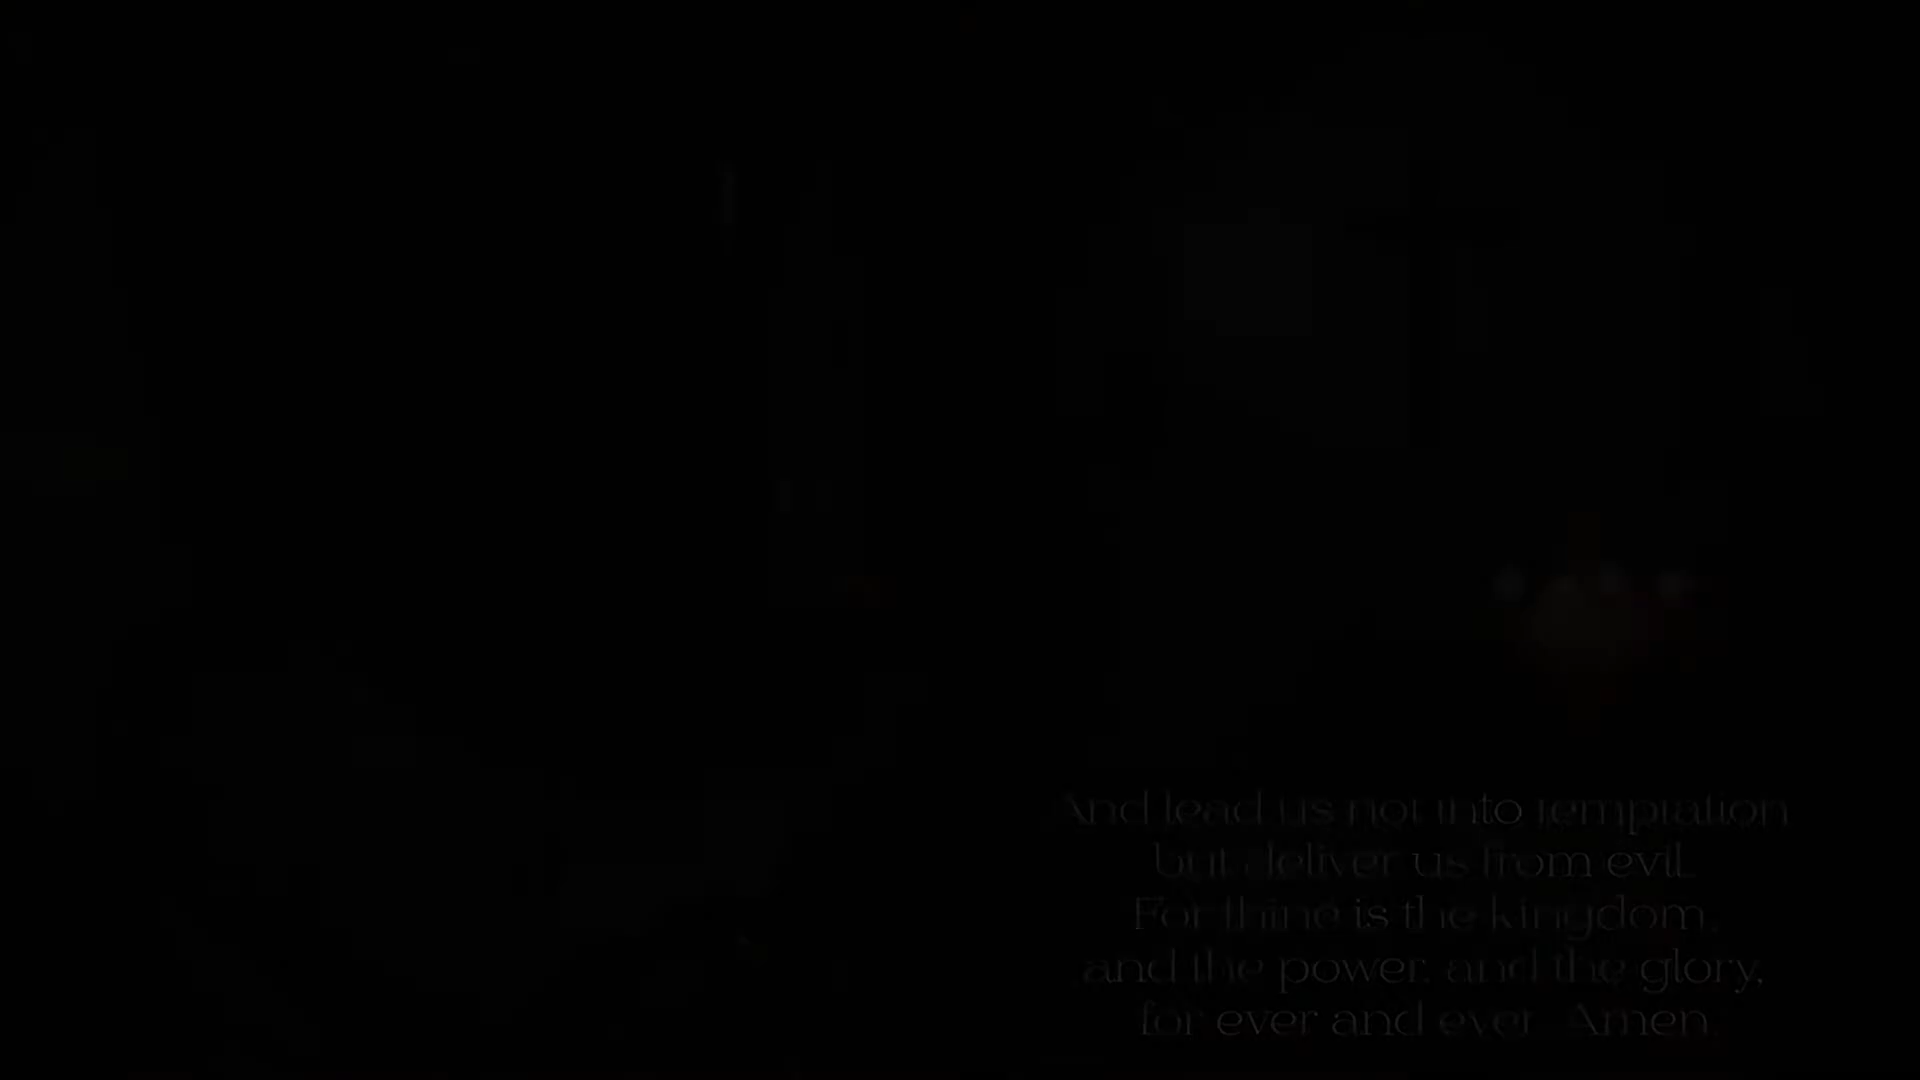 And lead us not into temptation
but deliver us from evil.
For thine is the kingdom,
and the power, and the glory,
for ever and ever. Amen.